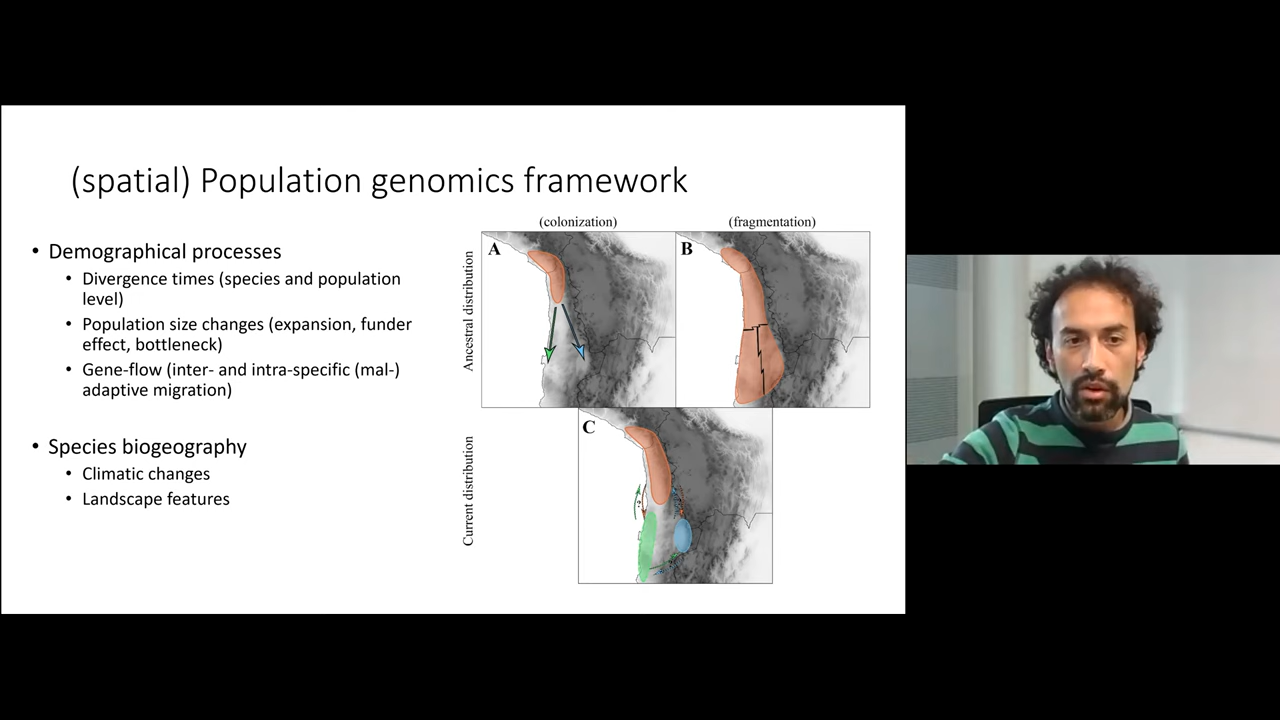 (spatial) Population genomics framework
• Demographical processes
• Divergence times (species and population
level)
• Population size changes (expansion, funder
effect, bottleneck)
• Gene-flow (inter- and intra-specific (mal-)
adaptive migration)
• Species biogeography
• Climatic changes
• Landscape features
(colonization)
(fragmentation)
Ancestral distribution
A
B
Current distribution
C